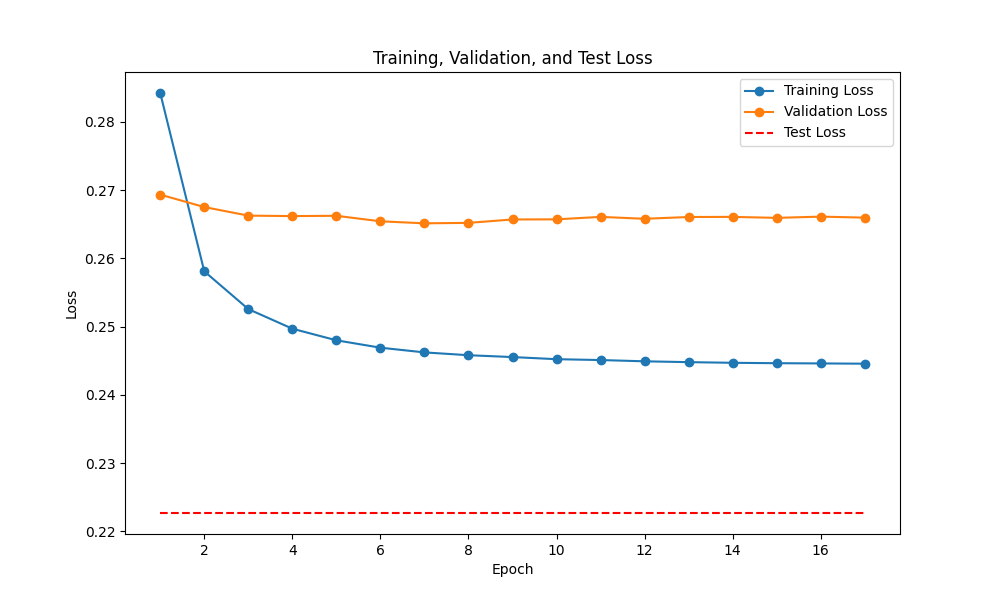 Training, Validation, and Test Loss
Training Loss
Validation Loss
Test Loss
0.28
0.27
0.26
0.25
0.24
0.23
0.22
Loss
2 4 6 8 10 12 14 16
Epoch